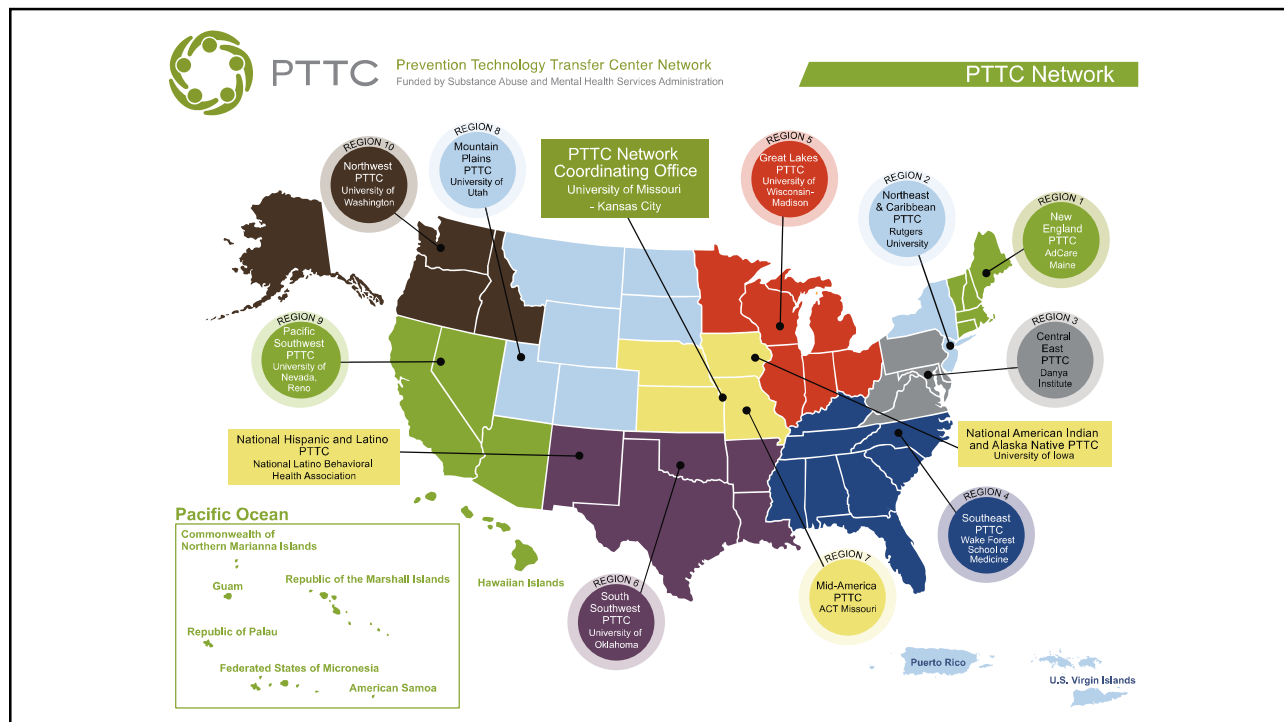 PTTC
Prevention Technology Transfer Center Network
Funded by Substance Abuse and Mental Health Services Administration
PTTC Network
REGION 10
Northwest
PTTC
University of
Washington
REGION 8
Mountain
Plains
PTTC
University of
Utah
PTTC Network
Coordinating Office
University of Missouri
- Kansas City
REGION 5
Great Lakes
PTTC
University of
Wisconsin-
Madison
REGION 2
Northeast
& Caribbean
PTTC
Rutgers
University
REGION 1
New
England
PTTC
AdCare
Maine
REGION 9
Pacific
Southwest
PTTC
University of
Nevada,
Reno
REGION 3
Central
East
PTTC
Danya
Institute
National Hispanic and Latino
PTTC
National Latino Behavioral
Health Association
National American Indian
and Alaska Native PTTC
University of Iowa
REGION 4
Southeast
PTTC
Wake Forest
School of
Medicine
REGION 7
Mid-America
PTTC
ACT Missouri
REGION 6
South
Southwest
PTTC
University of
Oklahoma
Hawaiian Islands
Pacific Ocean
Commonwealth of
Northern Marianna Islands
Guam
Republic of the Marshall Islands
Republic of Palau
Federated States of Micronesia
American Samoa
Puerto Rico
U.S. Virgin Islands